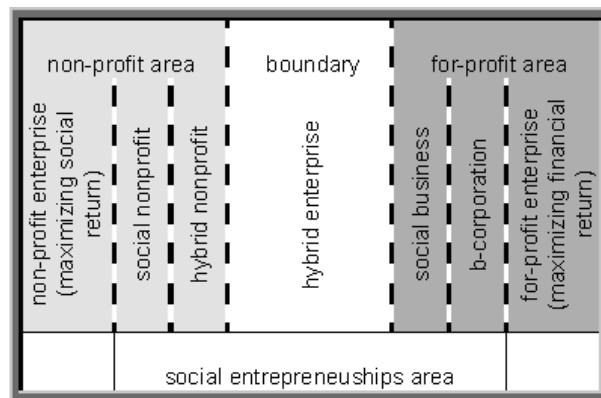 non-profit area
boundary
for-profit area
non-profit enterprise
(maximizing social
return)
social nonprofit
hybrid nonprofit
hybrid enterprise
social business
b-corporation
for-profit enterprise
(maximizing financial
return)
social entrepreneuships area